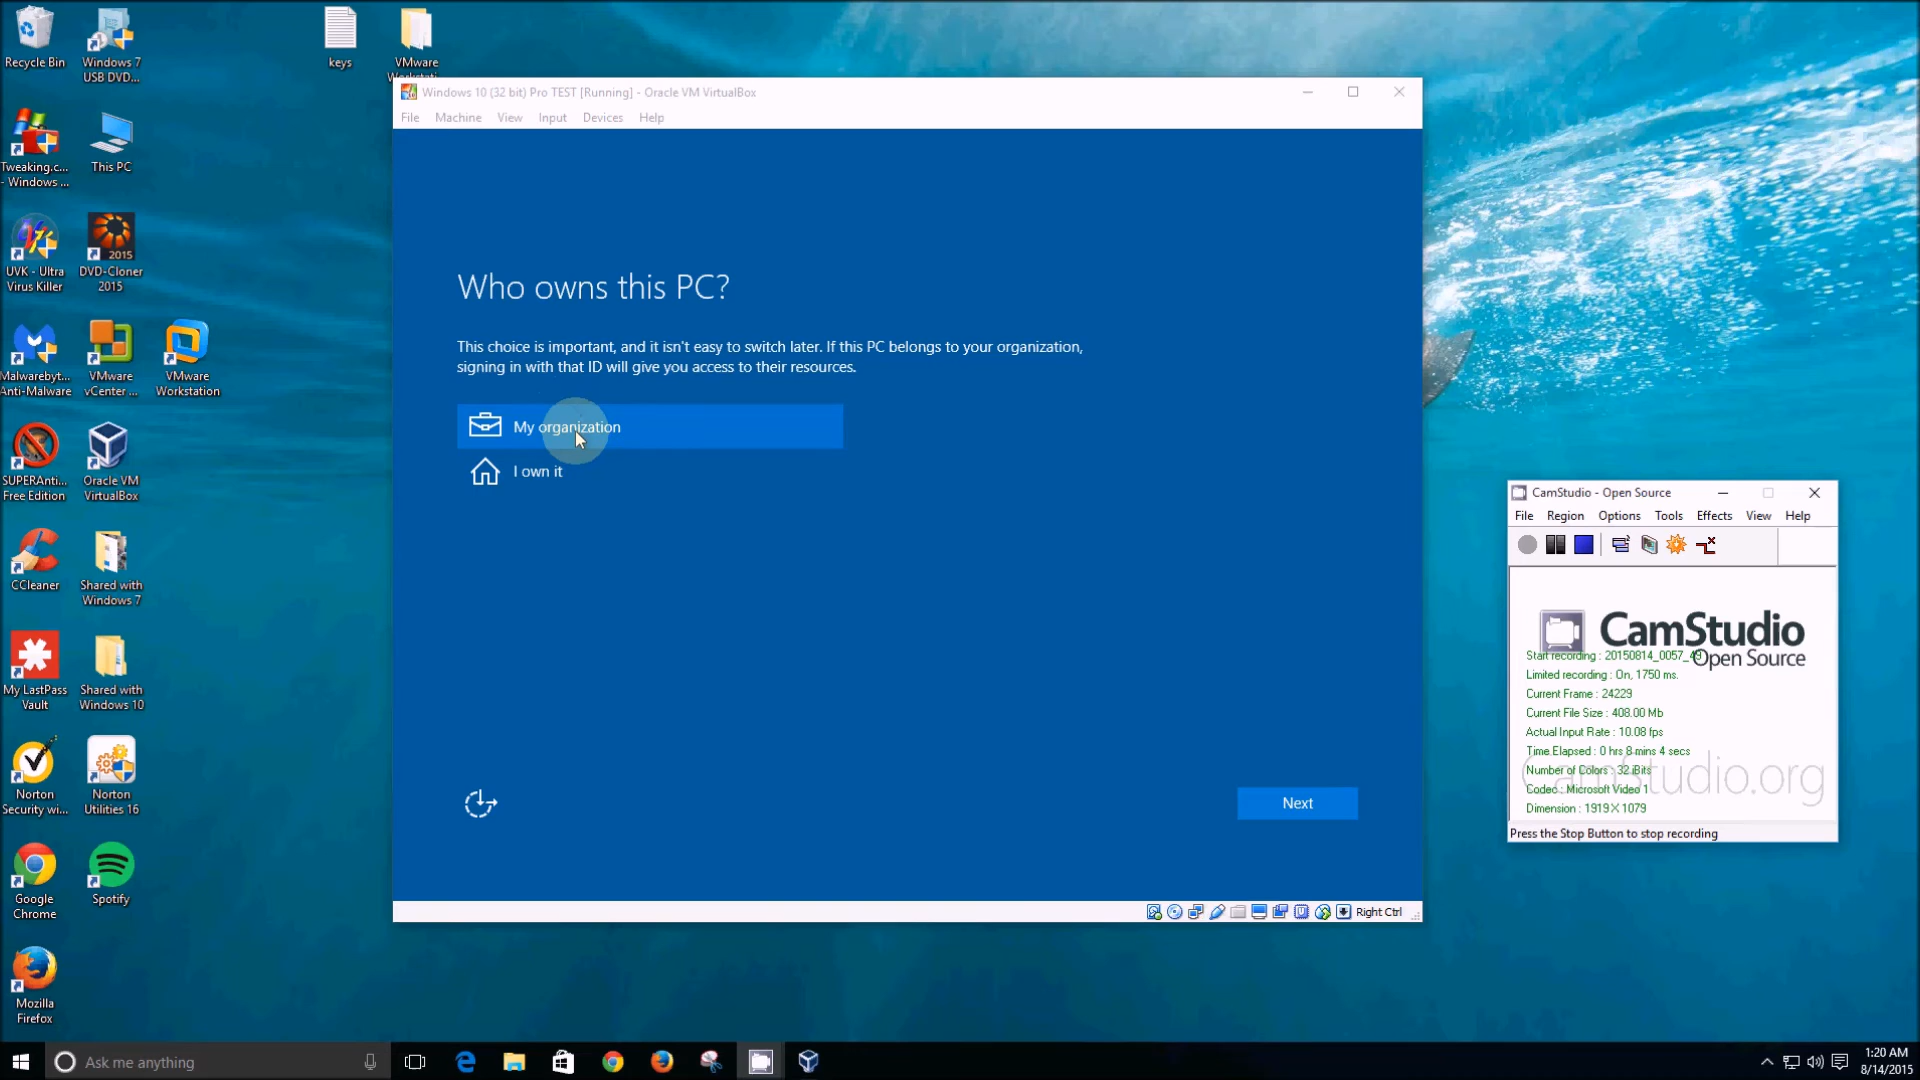 Recycle Bin
Windows 7
USB DVD...
keys
VMware
Workstati...
Tweaking.c...
- Windows ...
This PC
UVK - Ultra
Virus Killer
2015
DVD-Cloner
2015
Malwarebyt...
Anti-Malware
VMware
vCenter ...
VMware
Workstation
SUPERAnti...
Free Edition
Oracle VM
VirtualBox
CCleaner
Shared with
Windows 7
My LastPass
Vault
Shared with
Windows 10
Norton
Security wi...
Norton
Utilities 16
Google
Chrome
Spotify
Mozilla
Firefox
Windows 10 (32 bit) Pro TEST [Running] - Oracle VM VirtualBox
File Machine View Input Devices Help
Who owns this PC?
This choice is important, and it isn't easy to switch later. If this PC belongs to your organization,
signing in with that ID will give you access to their resources.
My organization
I own it
Next
Right Ctrl
CamStudio - Open Source
File Region Options Tools Effects View Help
CamStudio
Open Source
Start recording : 20150814_0057_49
Limited recording : On, 1750 ms.
Current Frame : 24229
Current File Size : 408.00 Mb
Actual Input Rate : 10.08 fps
Time Elapsed : 0 hrs 8 mins 4 secs
Number of Colors : 32 Bits
CamStudio.org
Codec : Microsoft Video 1
Dimension : 1919 X 1079
Press the Stop Button to stop recording
Ask me anything
1:20 AM
8/14/2015